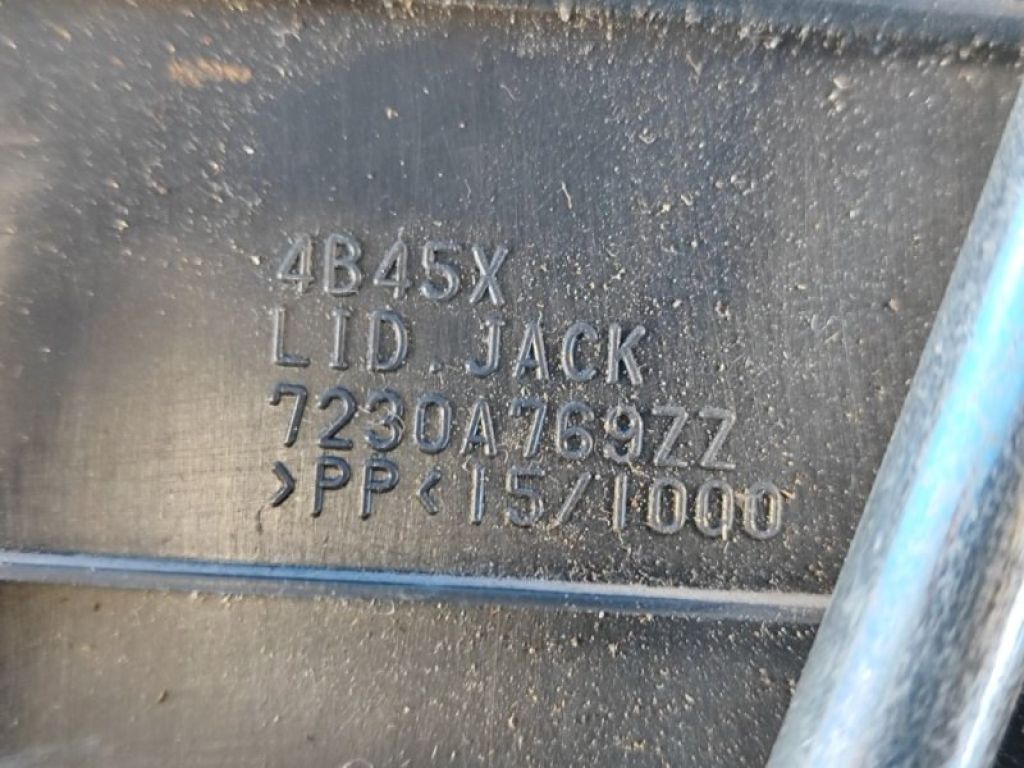 4B45X
LID.JACK
7230A769ZZ
>PP< 15/1000